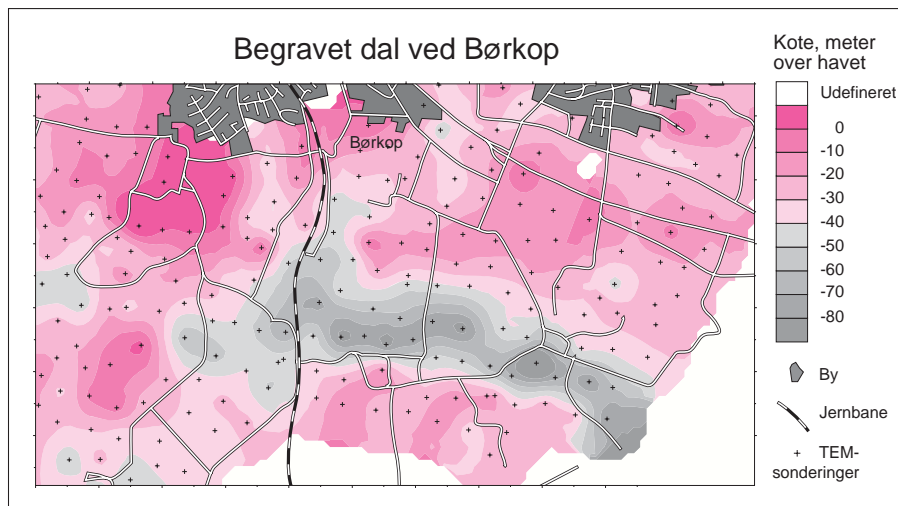 Begravet dal ved Børkop
Børkop
Kote, meter
over havet
Udefineret
0
-10
-20
-30
-40
-50
-60
-70
-80
By
Jernbane
TEM-
sonderinger